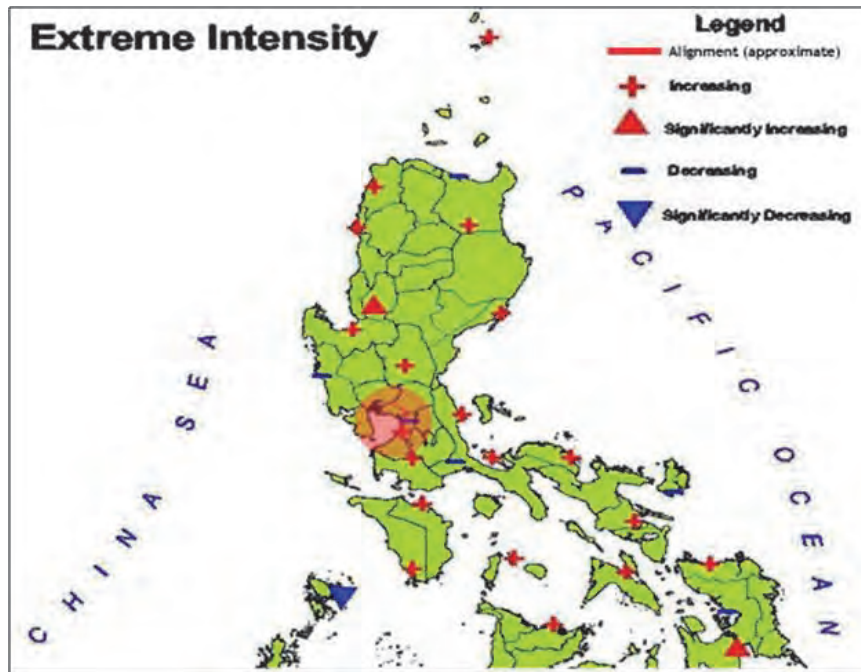 Extreme Intensity
Legend
Alignment (approximate)
Increasing
Significantly Increasing
Decreasing
Significantly Decreasing
CHINA SEA
PACIFIC OCEAN